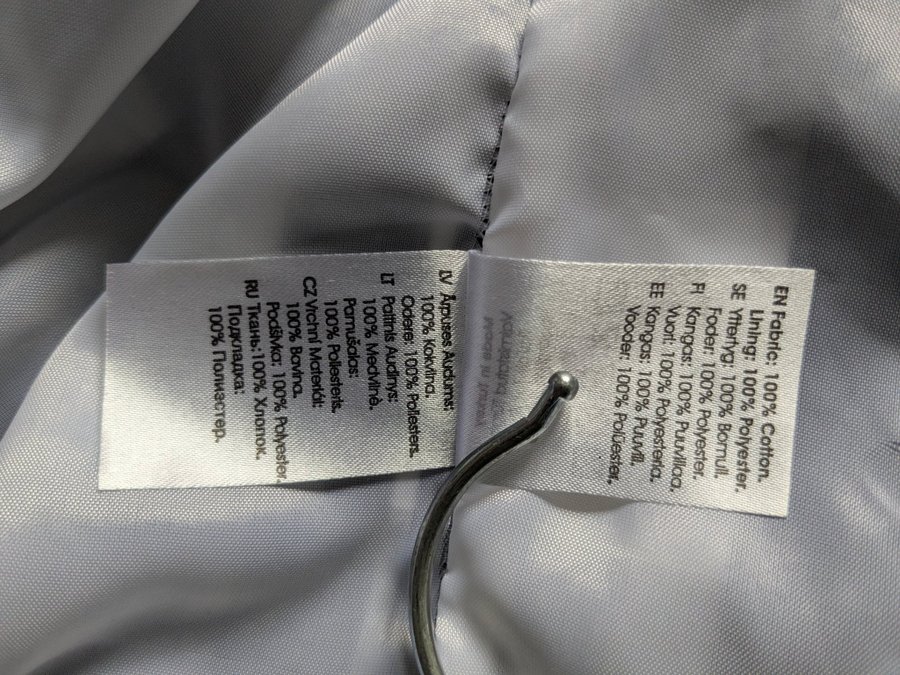 EN Fabric: 100% Cotton.
Lining: 100% Polyester.
SE Yttertyg: 100% Bomull.
Foder: 100% Polyester.
FI Kangas: 100% Puuvillaa.
Vuori: 100% Polyesteria.
EE Kangas: 100% Puuvill.
Vooder: 100% Polüester.
LV Ārpuses Audums:
100% Kokvilna.
Odere: 100% Poliesters.
LT Paltinis Audinys:
100% Medvilnė.
Pamušalas:
100% Poliesteris.
CZ Vrchní Materiál:
100% Bavlna.
Podšívka: 100% Polyester.
RU Ткань: 100% Хлопок.
Подкладка:
100% Полиэстер.